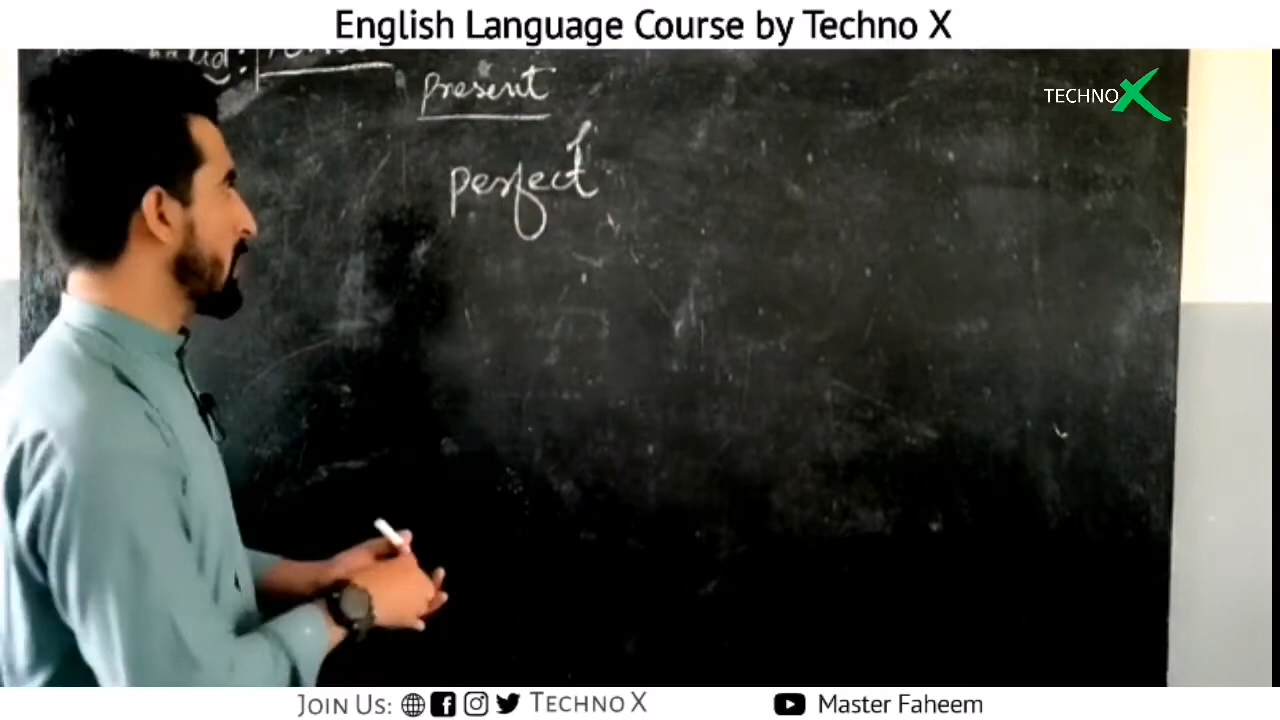 English Language Course by Techno X
TECHNO X
Present
perfect
JOIN US: TECHNO X
Master Faheem